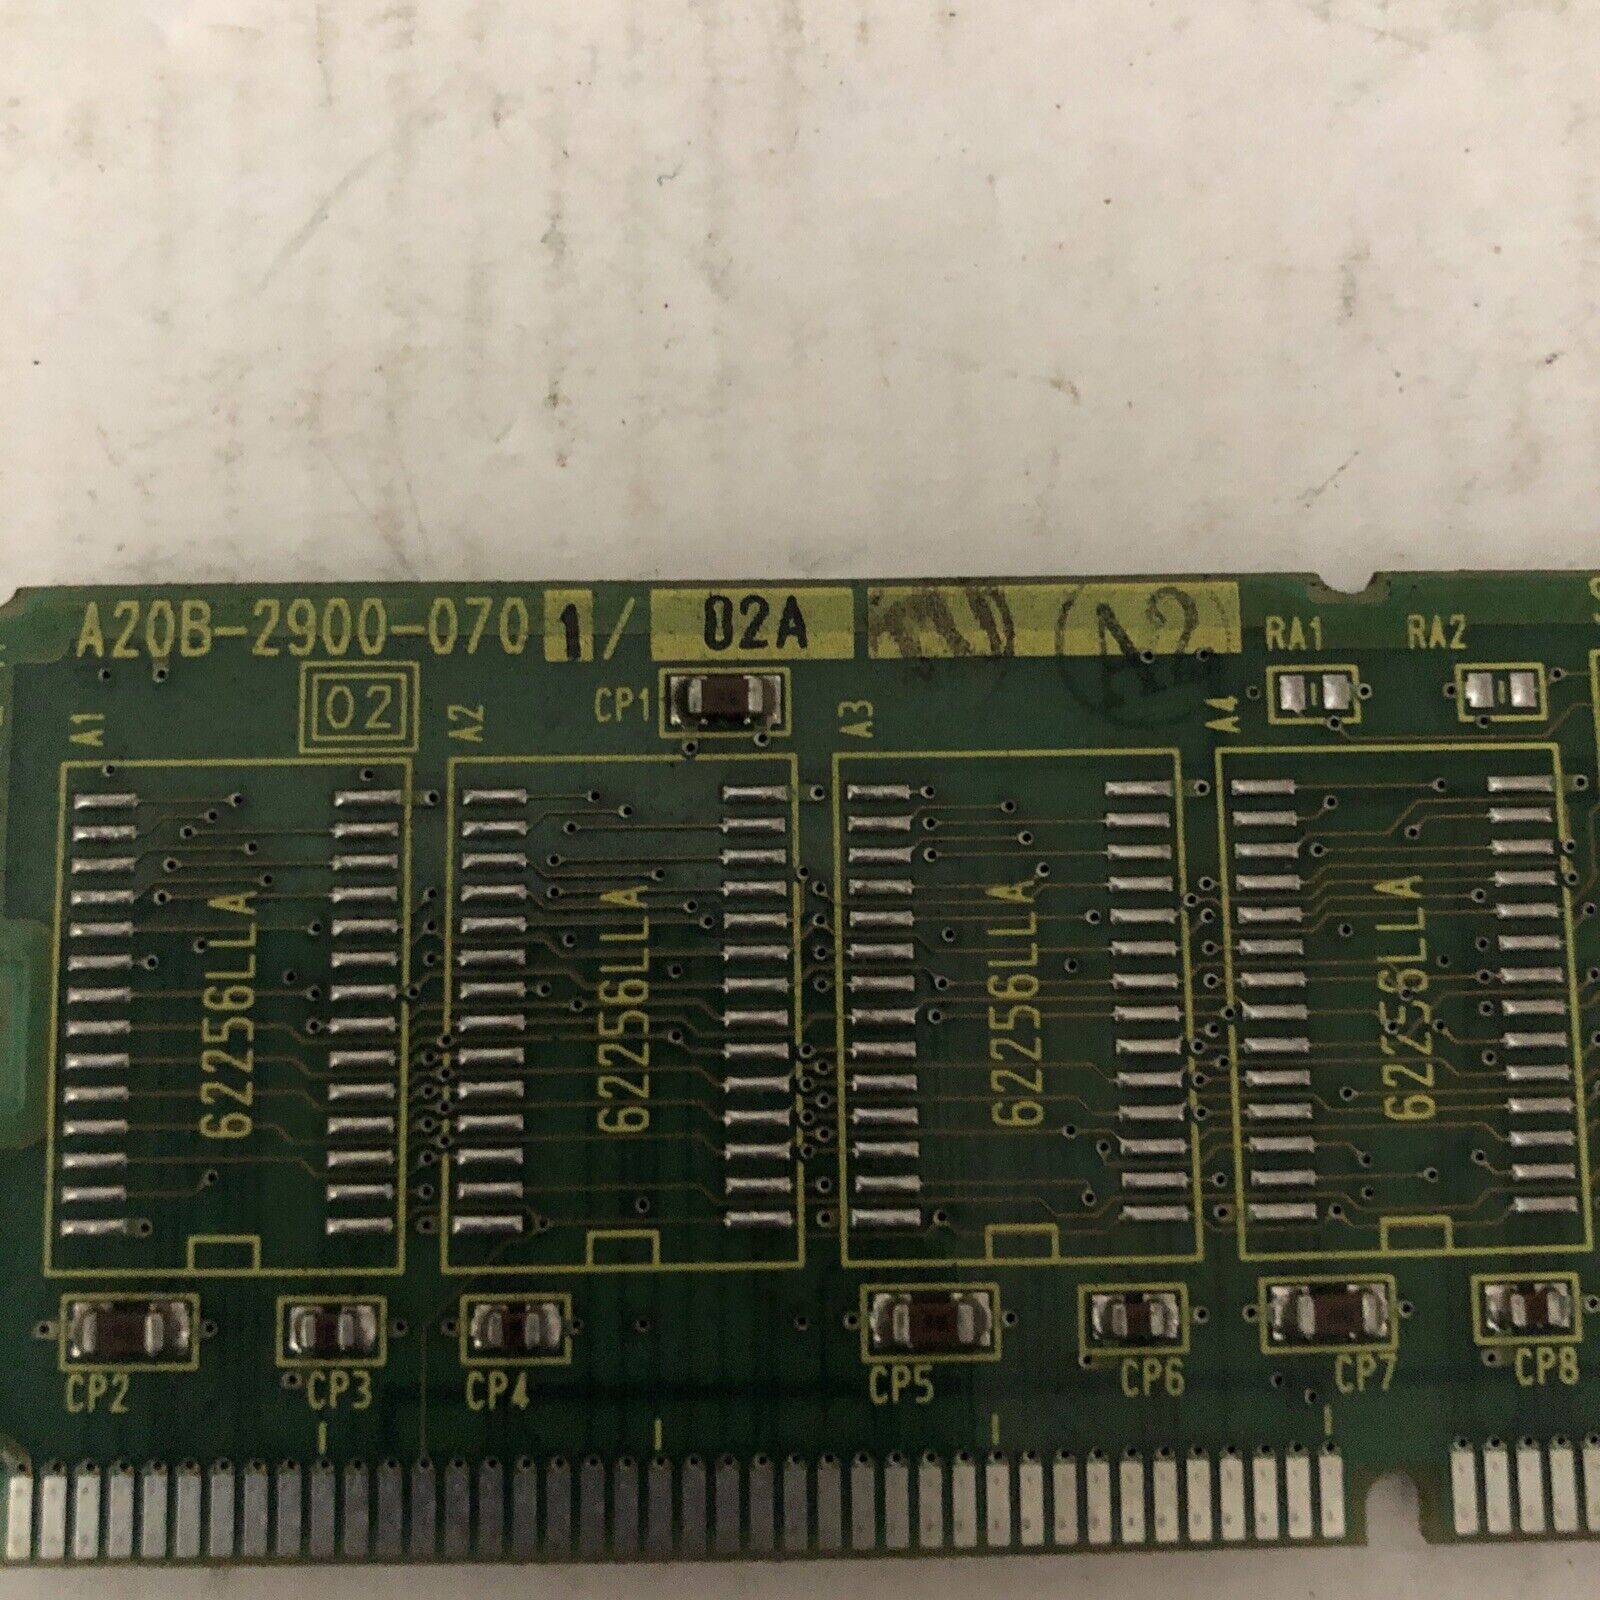 A20B-2900-0701/02A
A2
RA1 RA2
02
CP1
A1 A2 A3 A4
62256LLA 62256LLA 62256LLA 62256LLA
CP2 CP3 CP4 CP5 CP6 CP7 CP8